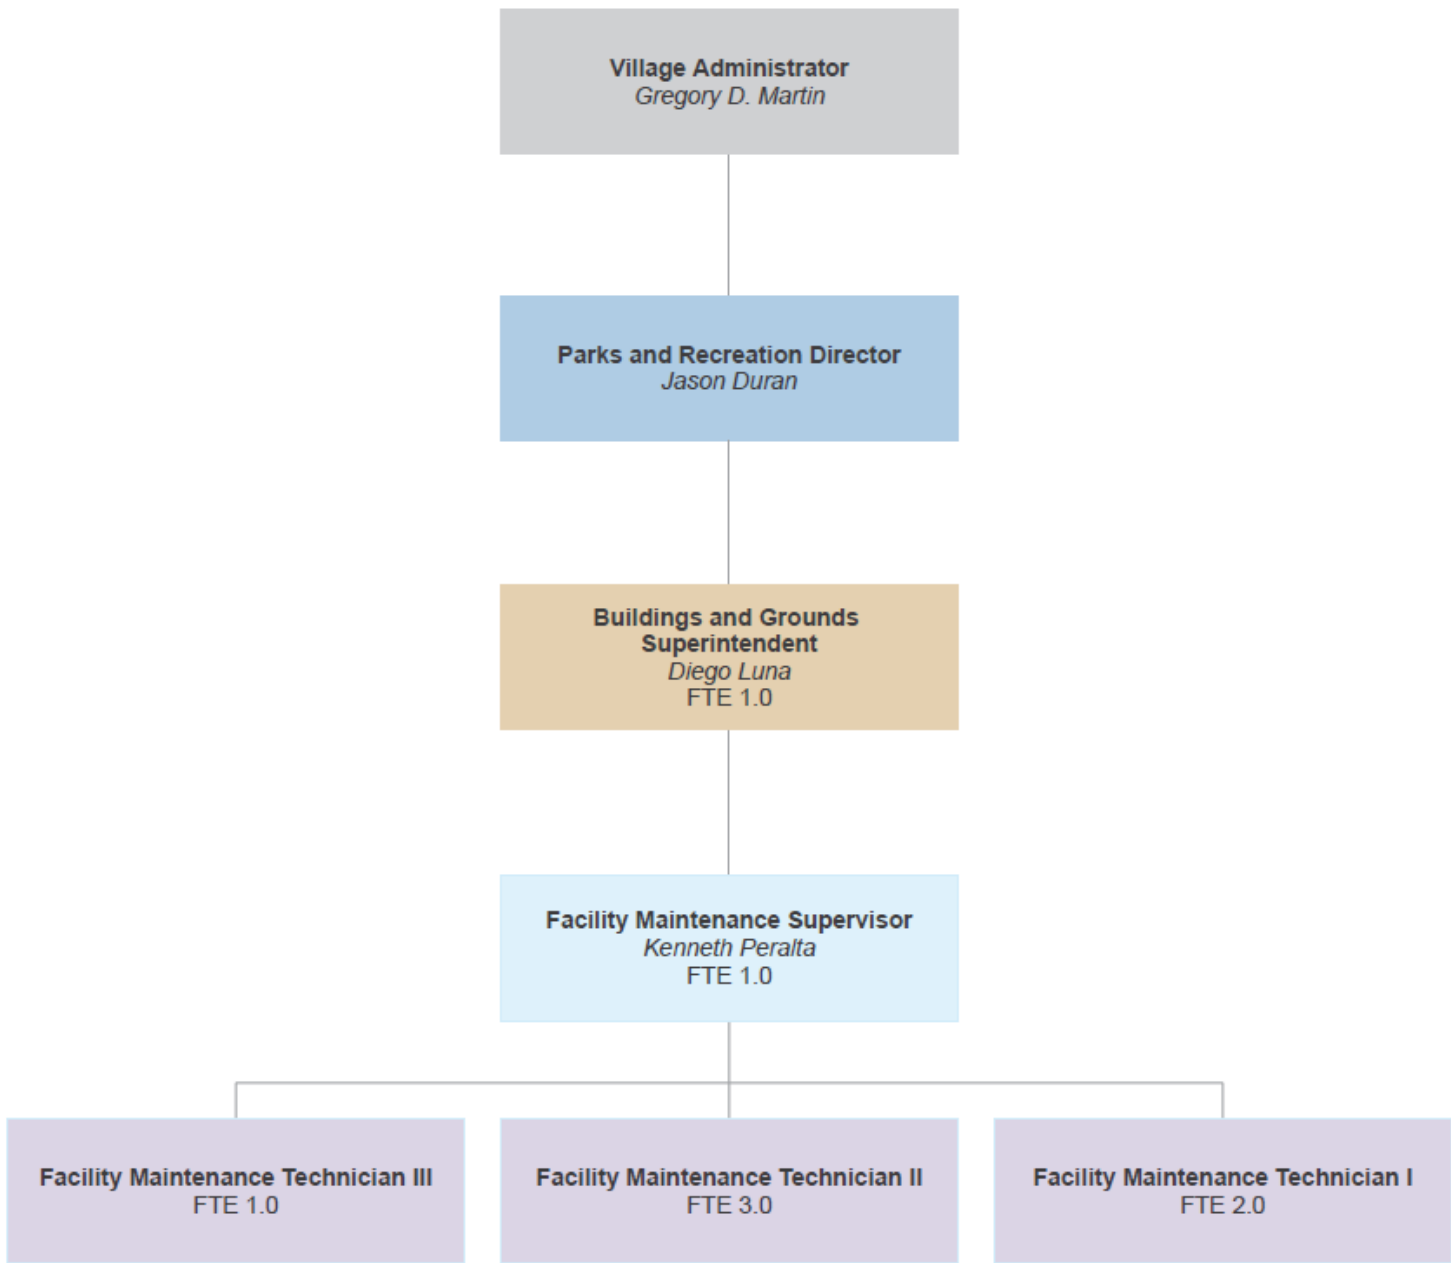 Village Administrator
Gregory D. Martin
Parks and Recreation Director
Jason Duran
Buildings and Grounds
Superintendent
Diego Luna
FTE 1.0
Facility Maintenance Supervisor
Kenneth Peralta
FTE 1.0
Facility Maintenance Technician III
FTE 1.0
Facility Maintenance Technician II
FTE 3.0
Facility Maintenance Technician I
FTE 2.0